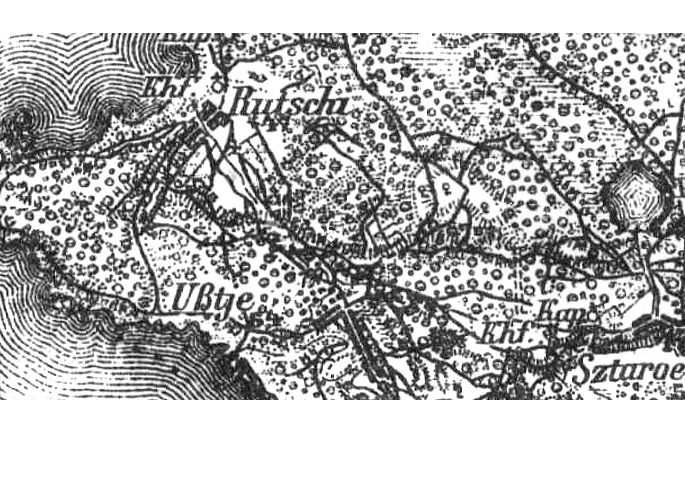 Khf.
Rutschi
Ußtje
Kap.
Khf.
Sztaroe